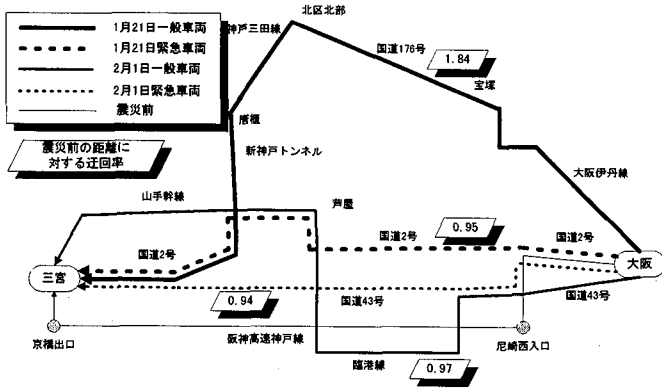 北区北部
1月21日一般車両
神戸三田線
国道176号
1月21日緊急車両
1.84
2月1日一般車両
宝塚
2月1日緊急車両
震災前
唐櫃
震災前の距離に
対する迂回率
新神戸トンネル
大阪伊丹線
山手幹線
芦屋
0.95
国道2号
国道2号
国道2号
三宮
大阪
0.94
国道43号
国道43号
京橋出口
阪神高速神戸線
尼崎西入口
臨港線
0.97